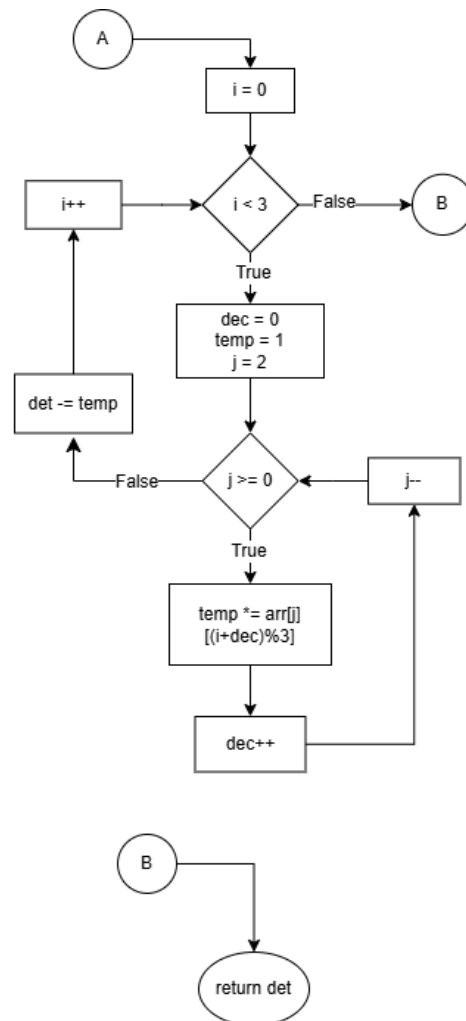 A
i = 0
i++
i < 3
False
B
True
dec = 0
temp = 1
j = 2
det -= temp
False
j >= 0
j--
True
temp *= arr[j]
[(i+dec)%3]
dec++
B
return det